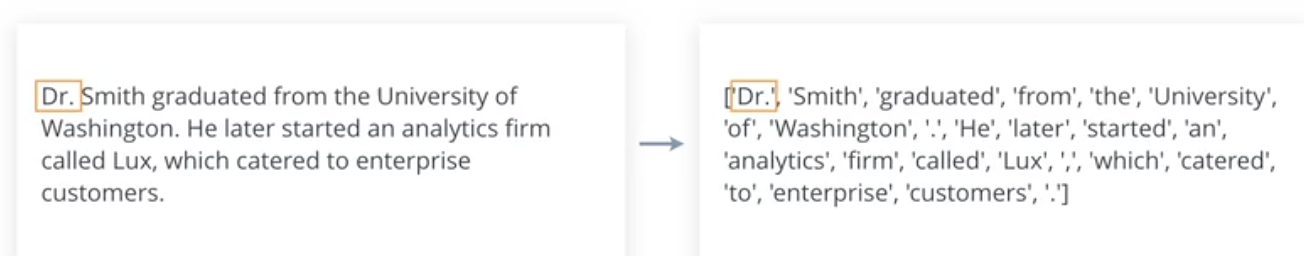 Dr. Smith graduated from the University of
Washington. He later started an analytics firm
called Lux, which catered to enterprise
customers.
['Dr.', 'Smith', 'graduated', 'from', 'the', 'University',
'of', 'Washington', '.', 'He', 'later', 'started', 'an',
'analytics', 'firm', 'called', 'Lux', ',', 'which', 'catered',
'to', 'enterprise', 'customers', '.']